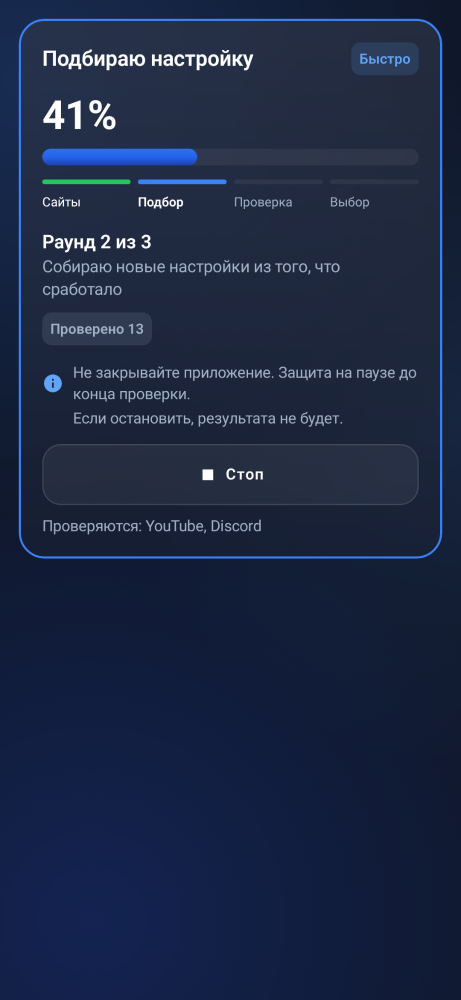 Подбираю настройку
Быстро
41%
Сайты
Подбор
Проверка
Выбор
Раунд 2 из 3
Собираю новые настройки из того, что
сработало
Проверено 13
Не закрывайте приложение. Защита на паузе до
конца проверки.
Если остановить, результата не будет.
Стоп
Проверяются: YouTube, Discord